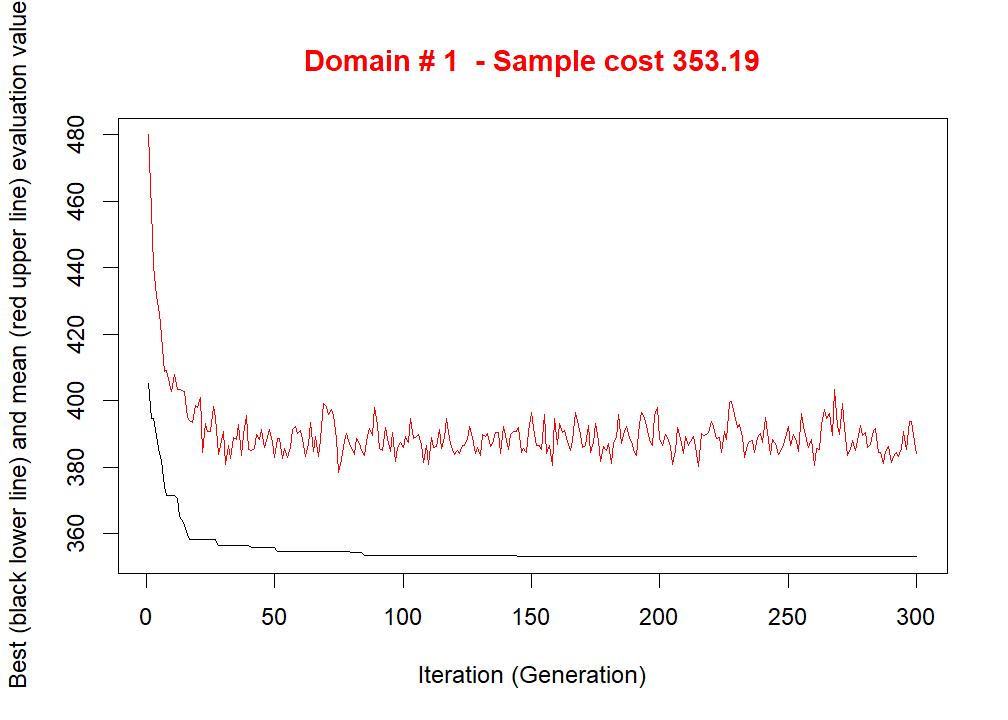 Domain # 1 - Sample cost 353.19
Best (black lower line) and mean (red upper line) evaluation value
480
460
440
420
400
380
360
0 50 100 150 200 250 300
Iteration (Generation)